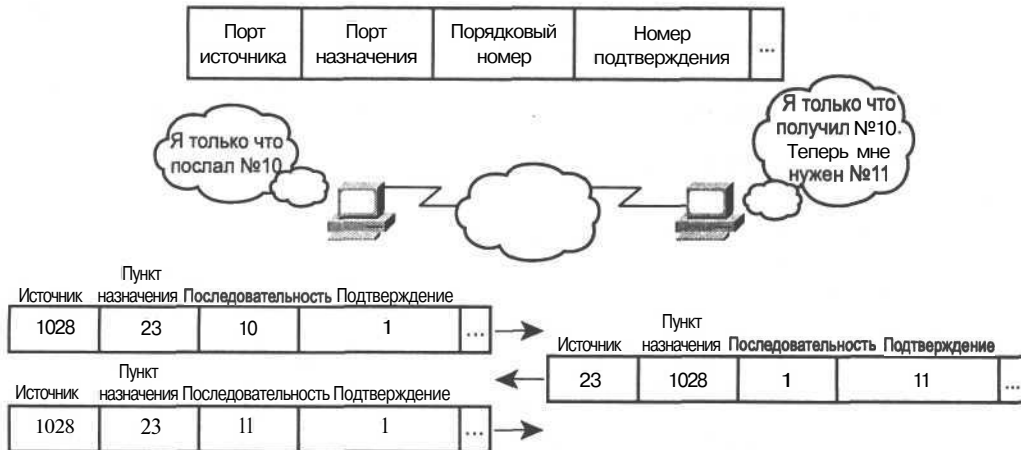 Порт источника
Порт назначения
Порядковый номер
Номер подтверждения
...
Я только что
послал №10
Я только что
получил №10.
Теперь мне
нужен №11
Источник Пункт назначения Последовательность Подтверждение
1028 23 10 1 ...
Источник Пункт назначения Последовательность Подтверждение
23 1028 1 11 ...
Источник Пункт назначения Последовательность Подтверждение
1028 23 11 1 ...